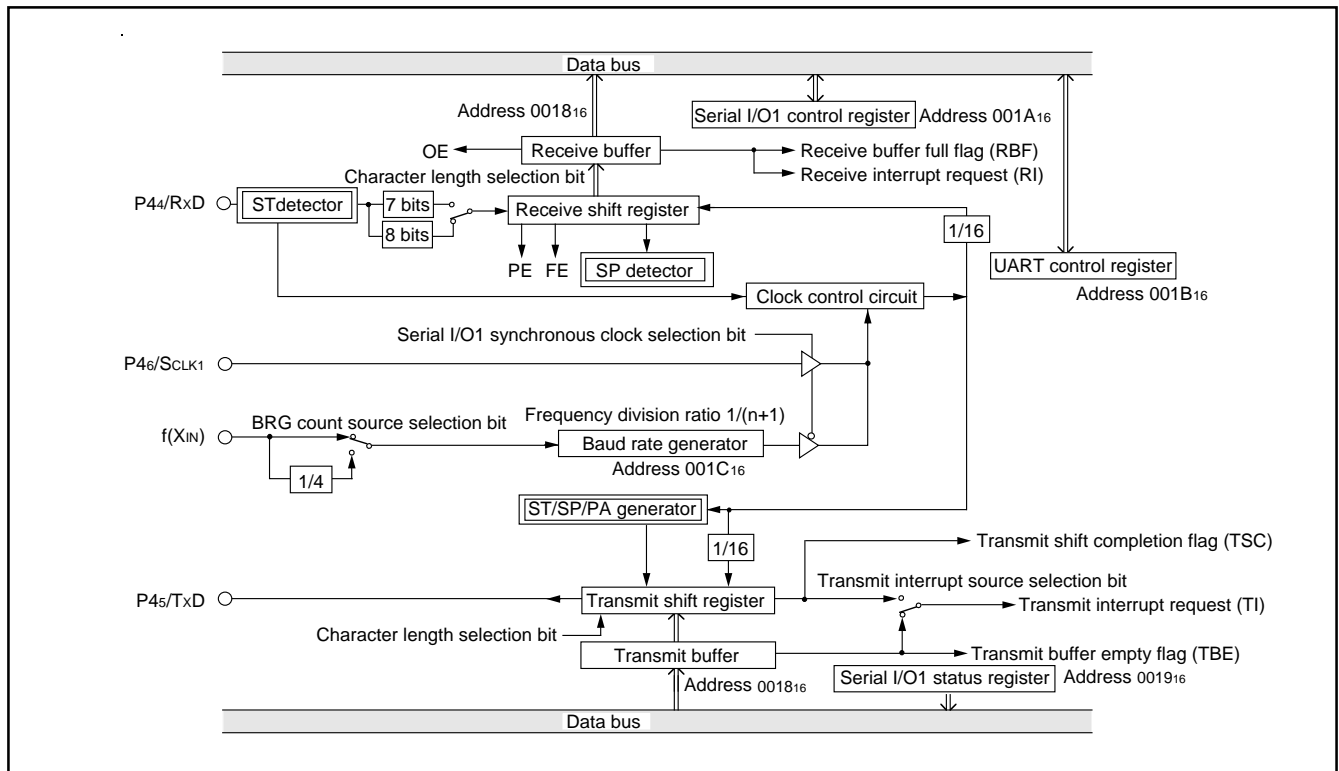 Data bus
Address 001816
Serial I/O1 control register
Address 001A16
OE
Receive buffer
Receive buffer full flag (RBF)
Receive interrupt request (RI)
Character length selection bit
P44/RXD
STdetector
7 bits
8 bits
Receive shift register
1/16
PE
FE
SP detector
UART control register
Address 001B16
Clock control circuit
Serial I/O1 synchronous clock selection bit
P46/SCLK1
BRG count source selection bit
Frequency division ratio 1/(n+1)
f(XIN)
Baud rate generator
Address 001C16
1/4
ST/SP/PA generator
1/16
Transmit shift completion flag (TSC)
Transmit interrupt source selection bit
P45/TXD
Transmit shift register
Transmit interrupt request (TI)
Character length selection bit
Transmit buffer
Transmit buffer empty flag (TBE)
Address 001816
Serial I/O1 status register
Address 001916
Data bus